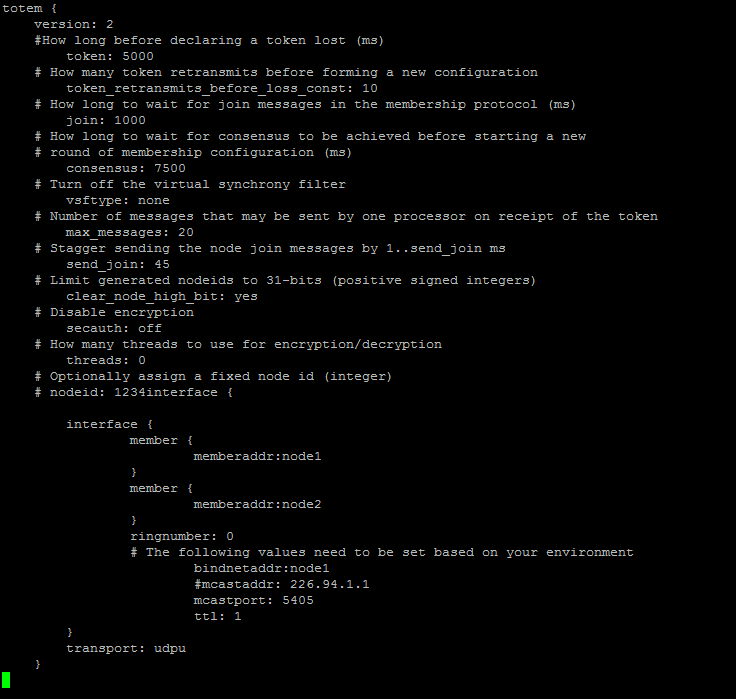 totem {
    version: 2
    #How long before declaring a token lost (ms)
        token: 5000
    # How many token retransmits before forming a new configuration
        token_retransmits_before_loss_const: 10
    # How long to wait for join messages in the membership protocol (ms)
        join: 1000
    # How long to wait for consensus to be achieved before starting a new
    # round of membership configuration (ms)
        consensus: 7500
    # Turn off the virtual synchrony filter
        vsftype: none
    # Number of messages that may be sent by one processor on receipt of the token
        max_messages: 20
    # Stagger sending the node join messages by 1..send_join ms
        send_join: 45
    # Limit generated nodeids to 31-bits (positive signed integers)
        clear_node_high_bit: yes
    # Disable encryption
        secauth: off
    # How many threads to use for encryption/decryption
        threads: 0
    # Optionally assign a fixed node id (integer)
    # nodeid: 1234interface {

        interface {
                member {
                        memberaddr:node1
                }
                member {
                        memberaddr:node2
                }
                ringnumber: 0
                # The following values need to be set based on your environment
                        bindnetaddr:node1
                        #mcastaddr: 226.94.1.1
                        mcastport: 5405
                        ttl: 1
        }
        transport: udpu
    }